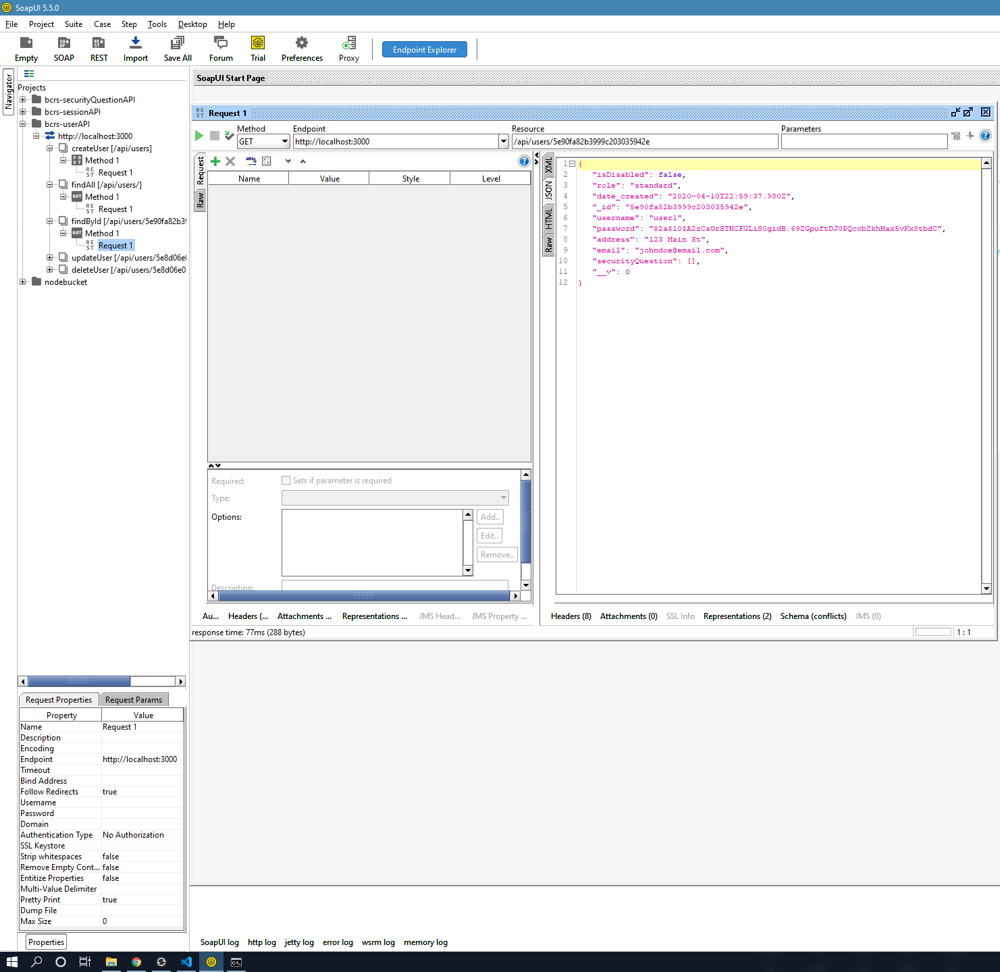 SoapUI 5.5.0
File Project Suite Case Step Tools Desktop Help
Empty SOAP REST Import Save All Forum Trial Preferences Proxy Endpoint Explorer
Navigator
Projects
bcrs-securityQuestionAPI
bcrs-sessionAPI
bcrs-userAPI
http://localhost:3000
createUser [/api/users]
Method 1
Request 1
findAll [/api/users/]
GET Method 1
Request 1
findById [/api/users/5e90fa82b39
GET Method 1
Request 1
updateUser [/api/users/5e8d06e0
deleteUser [/api/users/5e8d06e0
nodebucket
SoapUI Start Page
Request 1
Method Endpoint Resource Parameters
GET http://localhost:3000 /api/users/5e90fa82b3999c203035942e
Request
Raw
Name Value Style Level
Required: Sets if parameter is required
Type:
Options:
Add..
Edit..
Remove..
Description:
XML
JSON
HTML
Raw
1 {
2 "isDisabled": false,
3 "role": "standard",
4 "date_created": "2020-04-10T22:59:37.980Z",
5 "_id": "5e90fa82b3999c203035942e",
6 "username": "user1",
7 "password": "$2a$10$A2zCsOrSTNCFGLiS0gidB.69ZGpuftDJ0PQccbZkhHax5vKx8tbdC",
8 "address": "123 Main St",
9 "email": "johndoe@email.com",
10 "securityQuestion": [],
11 "__v": 0
12 }
Au... Headers (... Attachments ... Representations ... JMS Head... JMS Property ...
Headers (8) Attachments (0) SSL Info Representations (2) Schema (conflicts) JMS (0)
response time: 77ms (288 bytes)
1 : 1
Request Properties Request Params
Property Value
Name Request 1
Description
Encoding
Endpoint http://localhost:3000
Timeout
Bind Address
Follow Redirects true
Username
Password
Domain
Authentication Type No Authorization
SSL Keystore
Strip whitespaces false
Remove Empty Cont... false
Entitize Properties false
Multi-Value Delimiter
Pretty Print true
Dump File
Max Size 0
Properties
SoapUI log http log jetty log error log wsrm log memory log